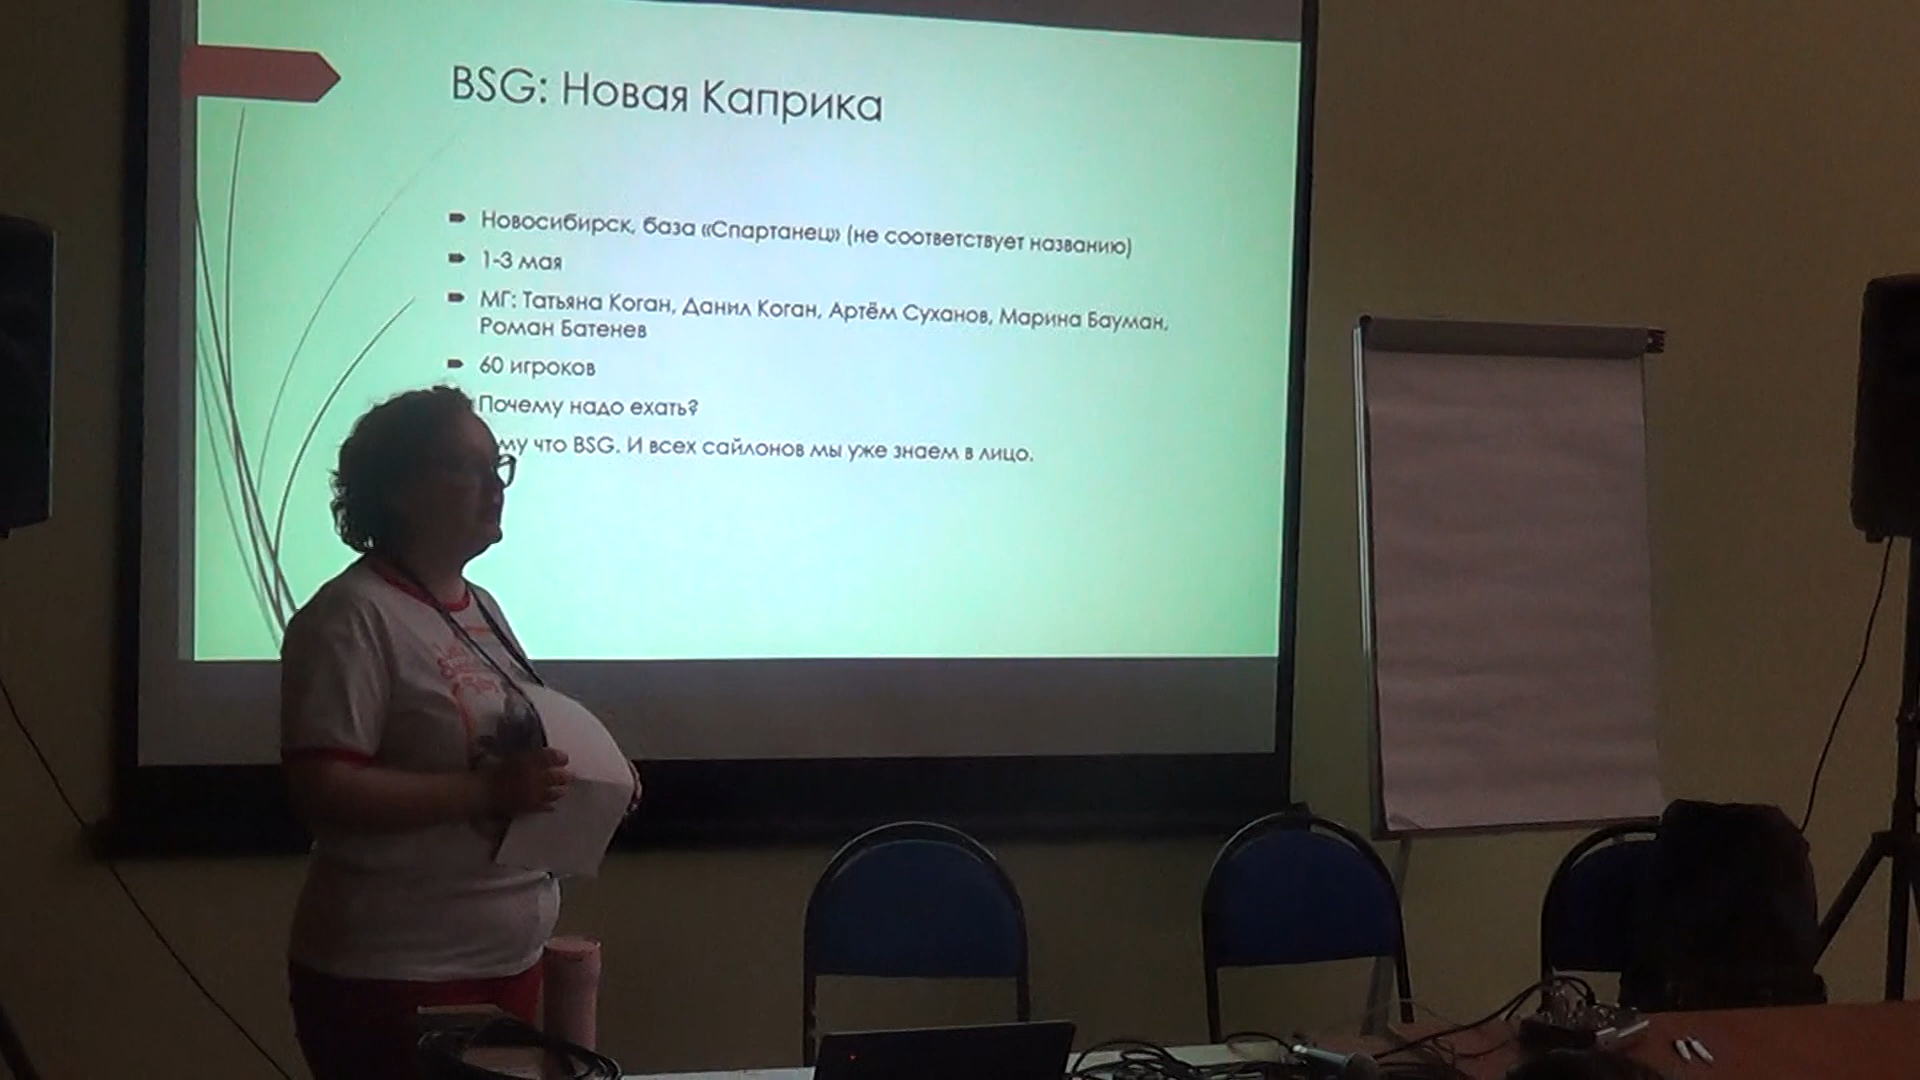 BSG: Новая Каприка
Новосибирск, база «Спартанец» (не соответствует названию)
1-3 мая
МГ: Татьяна Коган, Данил Коган, Артём Суханов, Марина Бауман,
Роман Батенев
60 игроков
Почему надо ехать?
му что BSG. И всех сайлонов мы уже знаем в лицо.